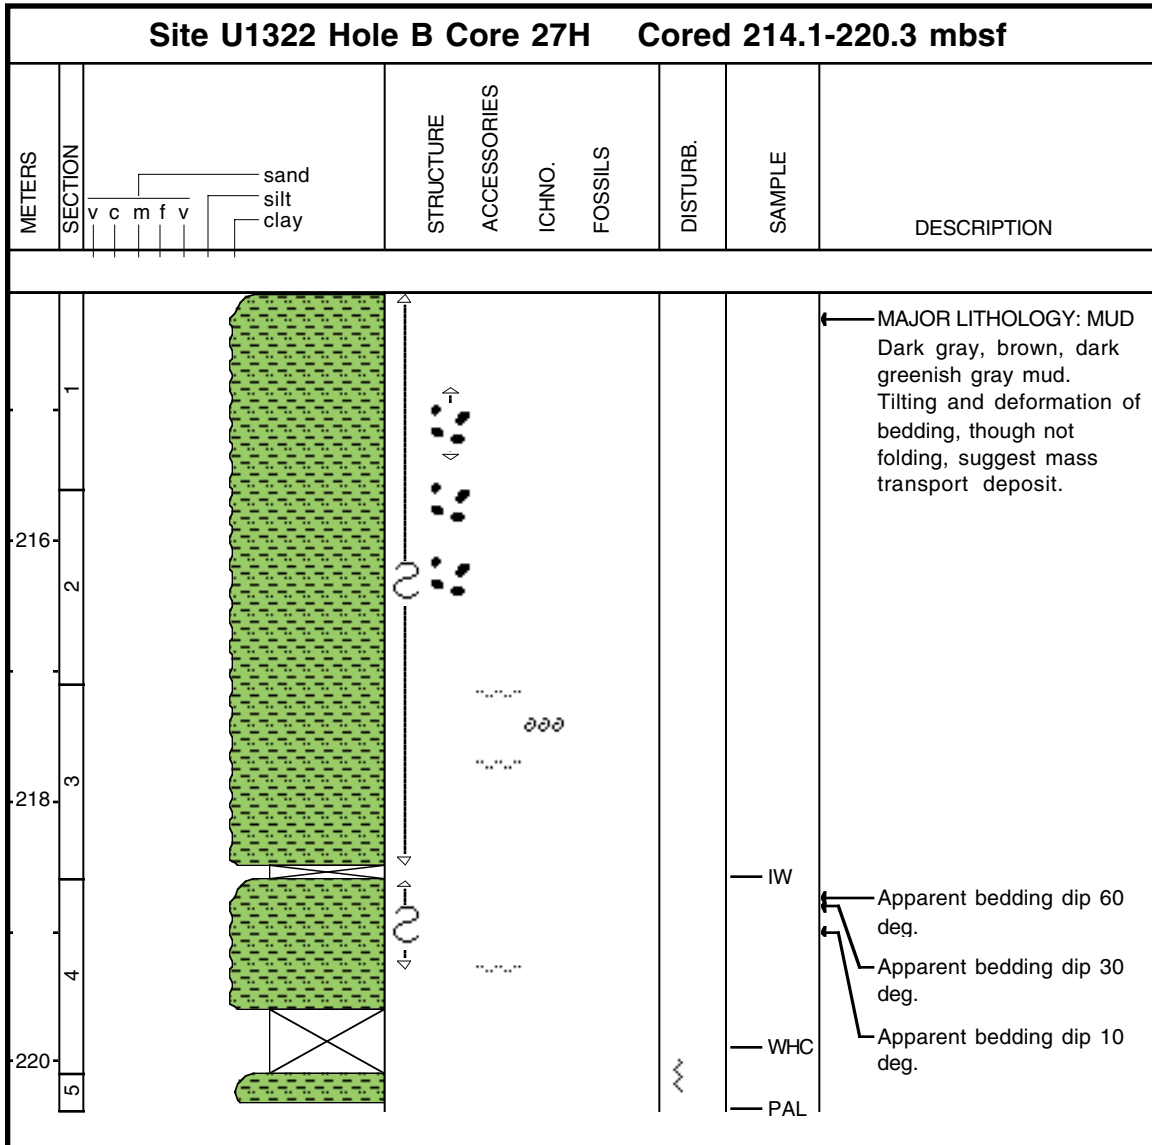 Site U1322 Hole B Core 27H Cored 214.1-220.3 mbsf
METERS
SECTION
v c m f v
sand
silt
clay
STRUCTURE
ACCESSORIES
ICHNO.
FOSSILS
DISTURB.
SAMPLE
DESCRIPTION
MAJOR LITHOLOGY: MUD
Dark gray, brown, dark
greenish gray mud.
Tilting and deformation of
bedding, though not
folding, suggest mass
transport deposit.
1
216
2
3
218
IW
Apparent bedding dip 60
deg.
4
Apparent bedding dip 30
deg.
Apparent bedding dip 10
deg.
WHC
220
5
PAL